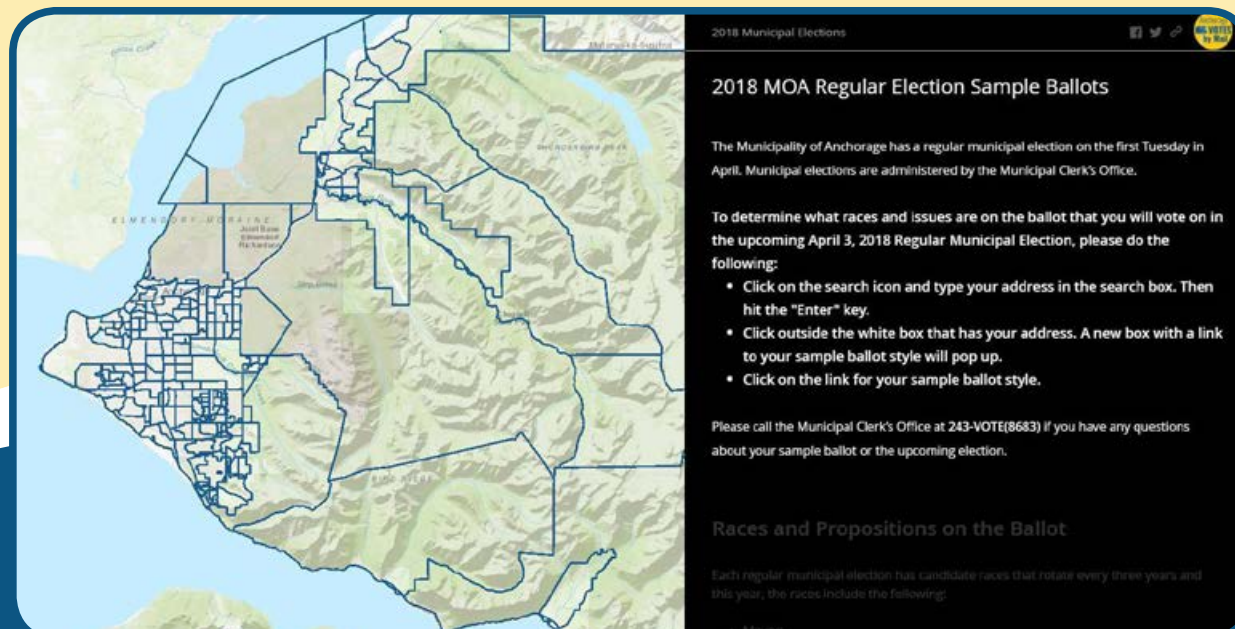 2018 Municipal Elections
VOTES
by Mail
2018 MOA Regular Election Sample Ballots
The Municipality of Anchorage has a regular municipal election on the first Tuesday in
April. Municipal elections are administered by the Municipal Clerk's Office.
To determine what races and issues are on the ballot that you will vote on in
the upcoming April 3, 2018 Regular Municipal Election, please do the
following:
• Click on the search icon and type your address in the search box. Then
hit the "Enter" key.
• Click outside the white box that has your address. A new box with a link
to your sample ballot style will pop up.
• Click on the link for your sample ballot style.
Please call the Municipal Clerk's Office at 243-VOTE(8683) if you have any questions
about your sample ballot or the upcoming election.
Races and Propositions on the Ballot
Each regular municipal election has candidate races that rotate every three years and
this year, the races include the following:
ELMENDORF MORAINE
Joint Base
Elmendorf
Richardson